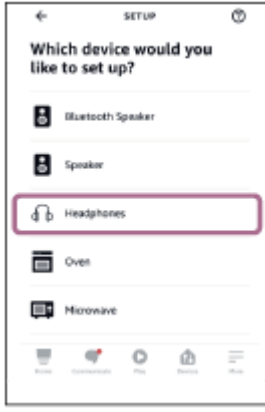 SETUP
Which device would you
like to set up?
Bluetooth Speaker
Speaker
Headphones
Oven
Microwave
Home
Communicate
Play
Devices
More